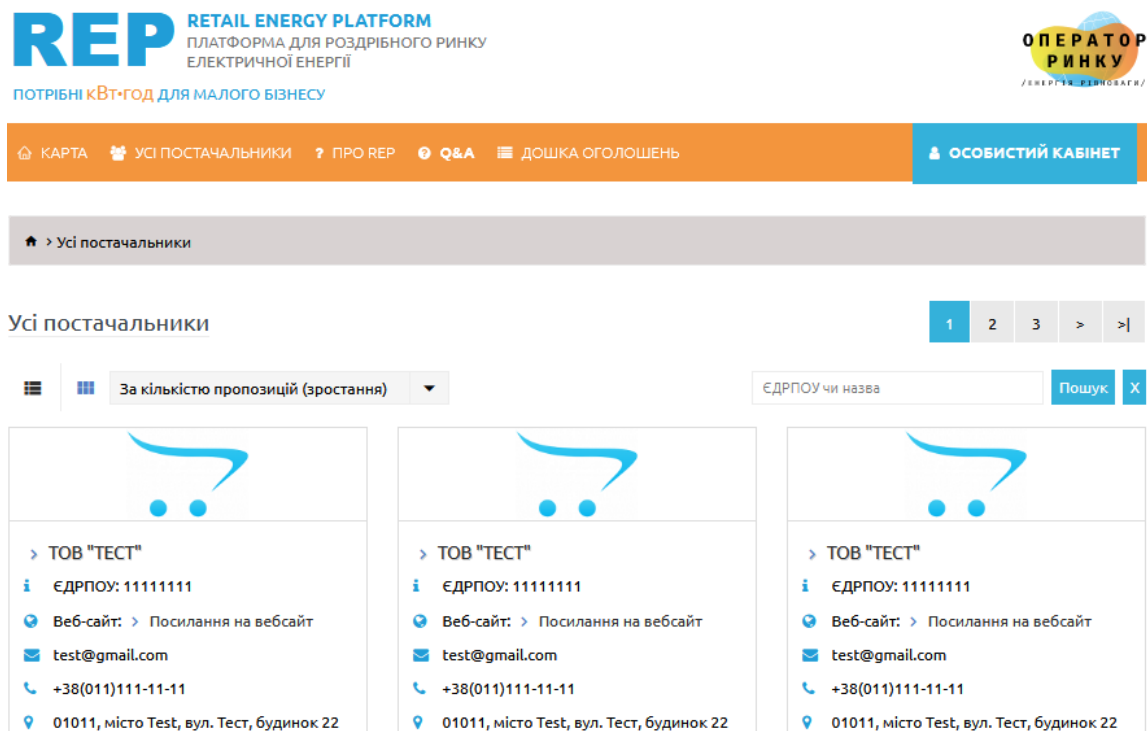 REP
RETAIL ENERGY PLATFORM
ПЛАТФОРМА ДЛЯ РОЗДРІБНОГО РИНКУ
ЕЛЕКТРИЧНОЇ ЕНЕРГІЇ
ПОТРІБНІ кВт•год ДЛЯ МАЛОГО БІЗНЕСУ
ОПЕРАТОР
РИНКУ
/ЕНЕРГІЯ РІВНОВАГИ/
КАРТА УСІ ПОСТАЧАЛЬНИКИ ? ПРО REP Q&A ДОШКА ОГОЛОШЕНЬ ОСОБИСТИЙ КАБІНЕТ
> Усі постачальники
Усі постачальники 1 2 3 > >|
За кількістю пропозицій (зростання) ЄДРПОУ чи назва Пошук X
> ТОВ "ТЕСТ" > ТОВ "ТЕСТ" > ТОВ "ТЕСТ"
ЄДРПОУ: 11111111 ЄДРПОУ: 11111111 ЄДРПОУ: 11111111
Веб-сайт: > Посилання на вебсайт Веб-сайт: > Посилання на вебсайт Веб-сайт: > Посилання на вебсайт
test@gmail.com test@gmail.com test@gmail.com
+38(011)111-11-11 +38(011)111-11-11 +38(011)111-11-11
01011, місто Test, вул. Тест, будинок 22 01011, місто Test, вул. Тест, будинок 22 01011, місто Test, вул. Тест, будинок 22